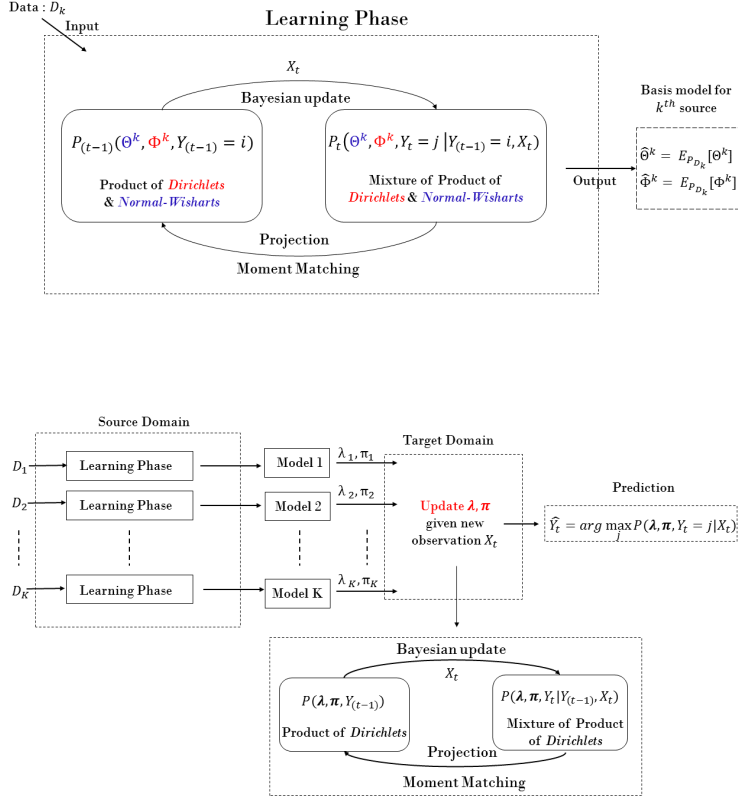 Data : D_k
Learning Phase
Input
X_t
Bayesian update
P_{(t−1)}(Θ^k, Φ^k, Y_{(t−1)} = i)
Product of Dirichlets
& Normal-Wisharts
P_t(Θ^k, Φ^k, Y_t = j |Y_{(t−1)} = i, X_t)
Mixture of Product of
Dirichlets & Normal-Wisharts
Projection
Moment Matching
Output
Basis model for
k^{th} source
Θ̂^k = E_{P_{D_k}}[Θ^k]
Φ̂^k = E_{P_{D_k}}[Φ^k]
Source Domain
D_1
Learning Phase
Model 1
λ_1, π_1
D_2
Learning Phase
Model 2
λ_2, π_2
D_K
Learning Phase
Model K
λ_K, π_K
Target Domain
Update λ, π
given new
observation X_t
Prediction
Ŷ_t = arg max_j P(λ, π, Y_t = j|X_t)
Bayesian update
X_t
P(λ, π, Y_{(t−1)})
Product of Dirichlets
P(λ, π, Y_t|Y_{(t−1)}, X_t)
Mixture of Product
of Dirichlets
Projection
Moment Matching